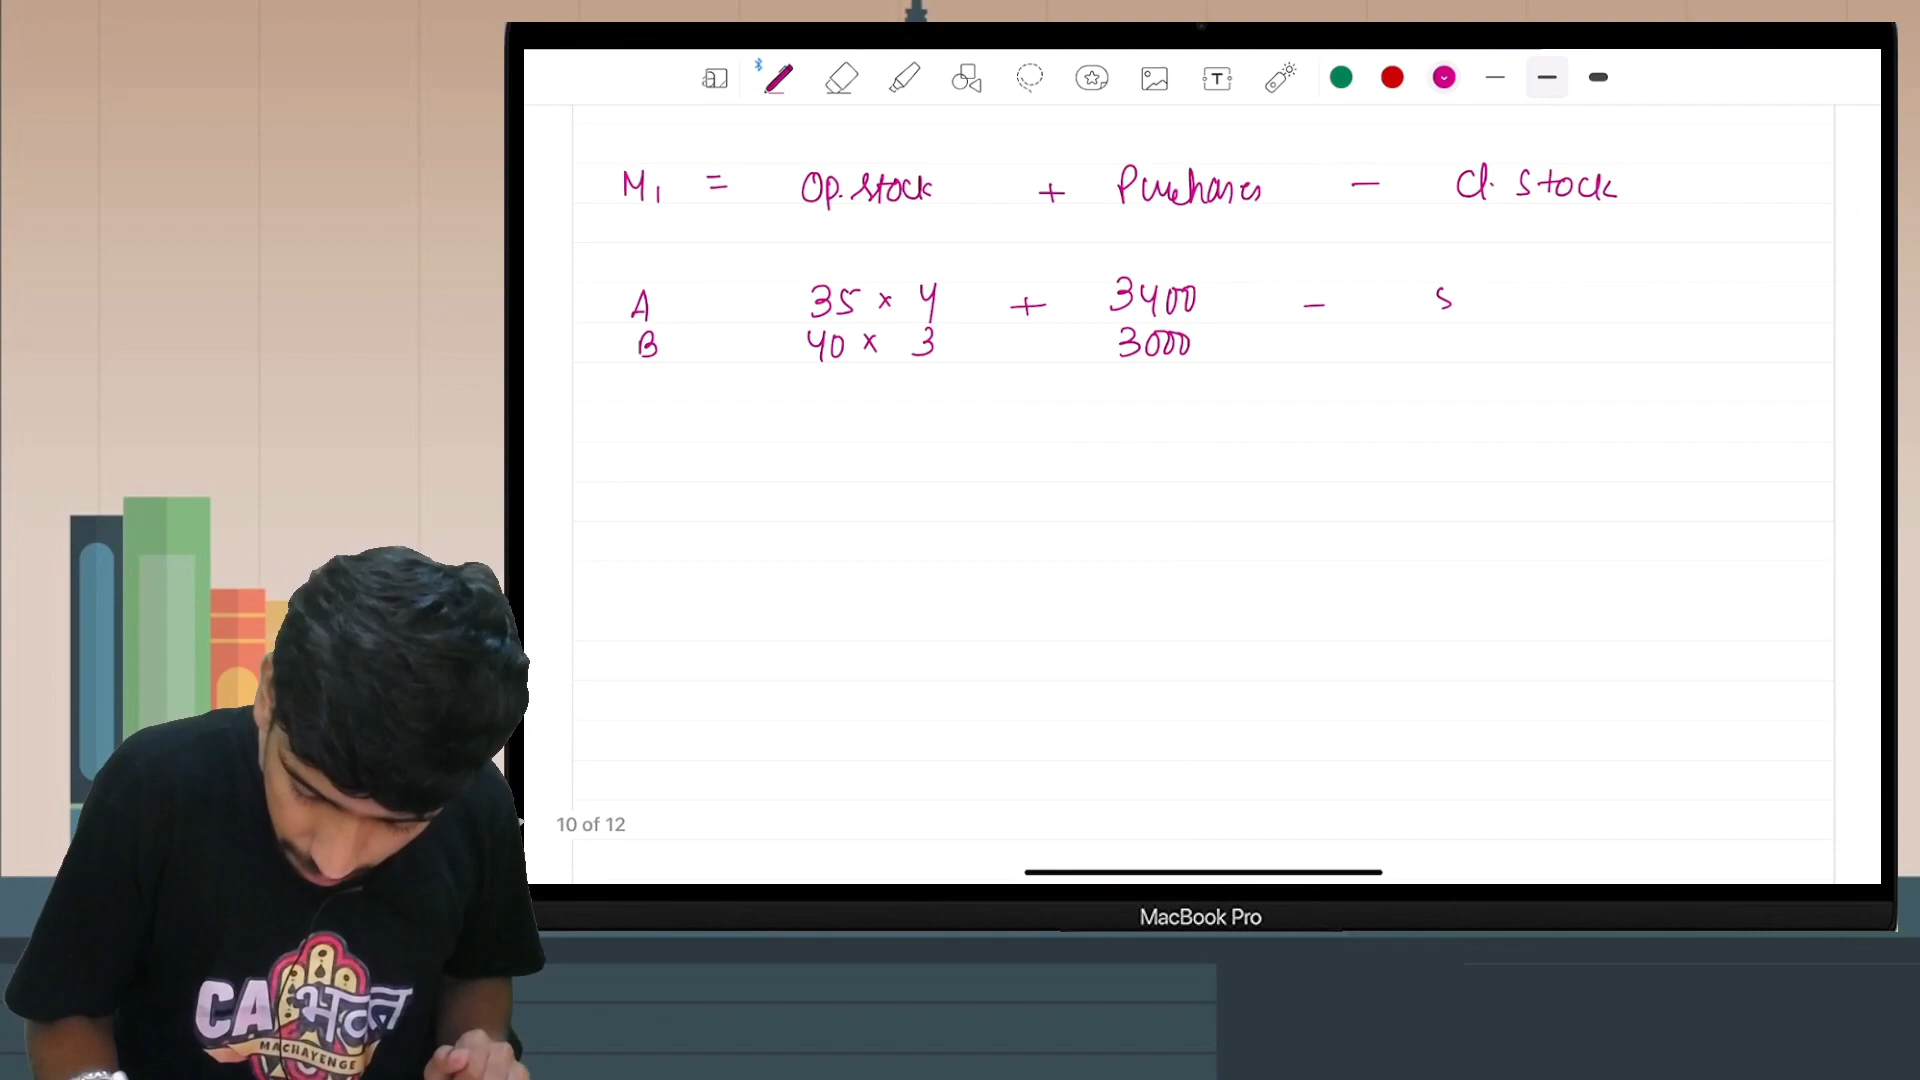 M1 = Op. Stock + Purchases - Cl. Stock
A 35 × 4 + 3400 - S
B 40 × 3 3000
10 of 12
MacBook Pro
CA भक्त
MACHAYENGE